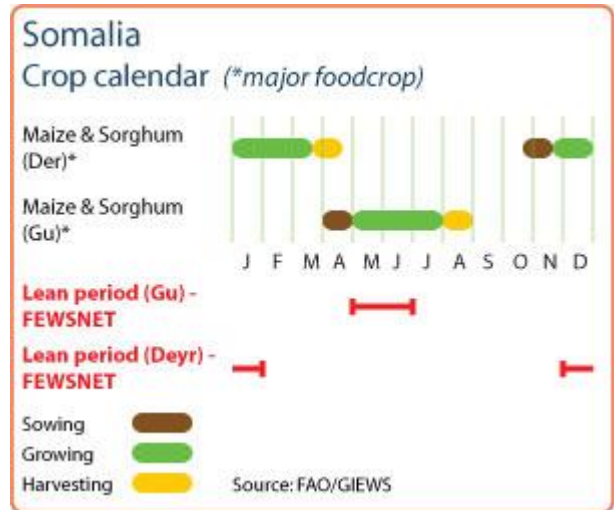 Somalia
Crop calendar (*major foodcrop)
Maize & Sorghum
(Der)*
Maize & Sorghum
(Gu)*
J F M A M J J A S O N D
Lean period (Gu) -
FEWSNET
Lean period (Deyr) -
FEWSNET
Sowing
Growing
Harvesting
Source: FAO/GIEWS